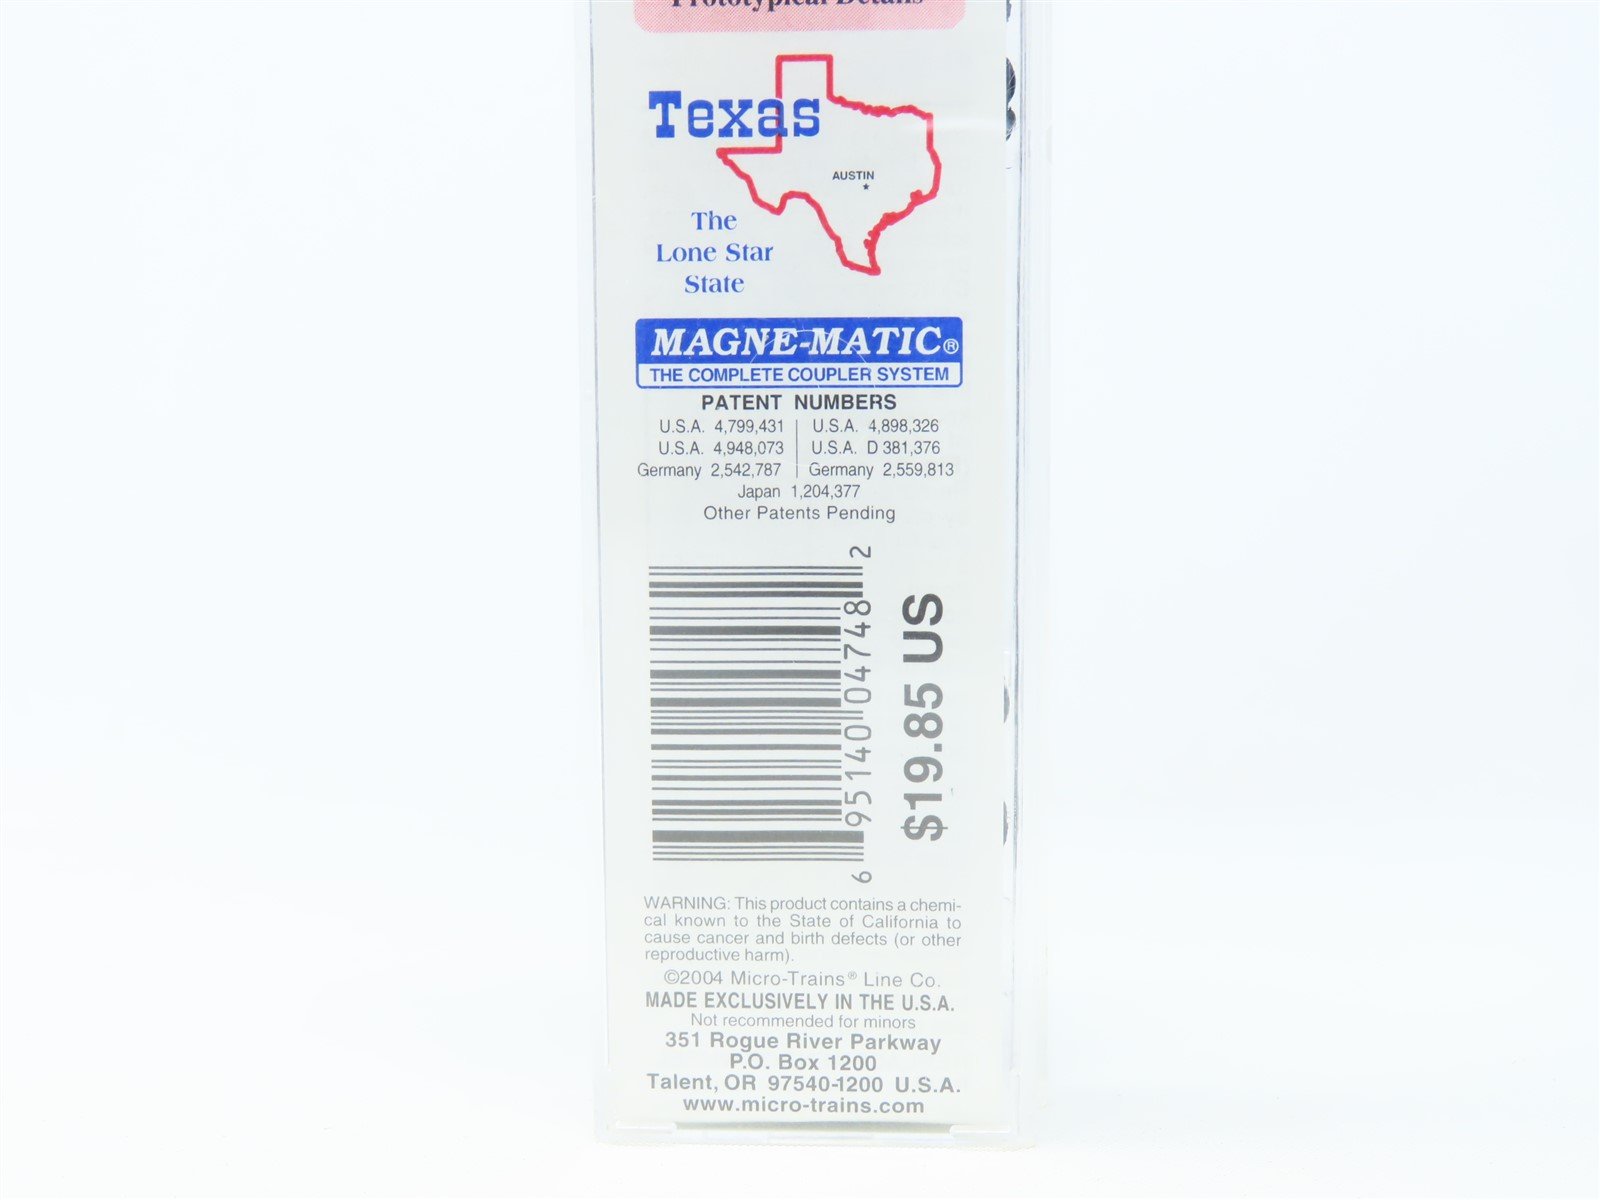 Prototypical Details
Texas
AUSTIN
The
Lone Star
State
MAGNE-MATIC®
THE COMPLETE COUPLER SYSTEM
PATENT NUMBERS
U.S.A. 4,799,431 | U.S.A. 4,898,326
U.S.A. 4,948,073 | U.S.A. D 381,376
Germany 2,542,787 | Germany 2,559,813
Japan 1,204,377
Other Patents Pending
6 95140 04748 2
$19.85 US
WARNING: This product contains a chemi-
cal known to the State of California to
cause cancer and birth defects (or other
reproductive harm).
©2004 Micro-Trains® Line Co.
MADE EXCLUSIVELY IN THE U.S.A.
Not recommended for minors
351 Rogue River Parkway
P.O. Box 1200
Talent, OR 97540-1200 U.S.A.
www.micro-trains.com